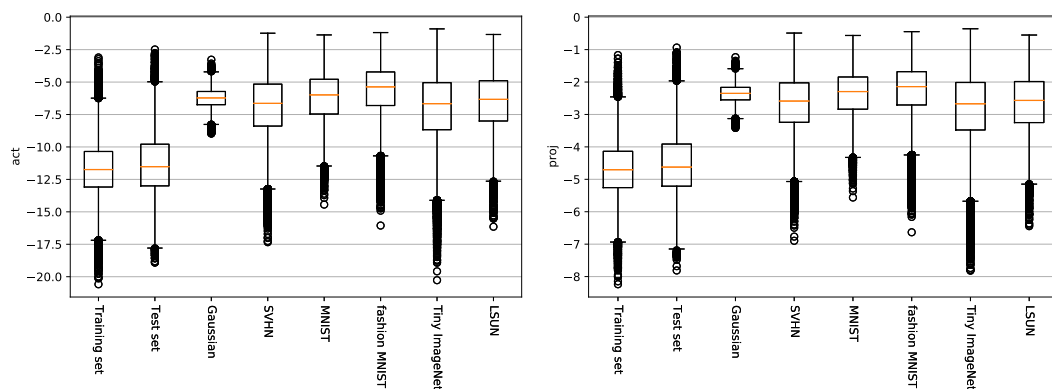 0.0
−2.5
−5.0
−7.5
−10.0
−12.5
−15.0
−17.5
−20.0
act
Training set
Test set
Gaussian
SVHN
MNIST
fashion MNIST
Tiny ImageNet
LSUN
0
−1
−2
−3
−4
−5
−6
−7
−8
proj
Training set
Test set
Gaussian
SVHN
MNIST
fashion MNIST
Tiny ImageNet
LSUN